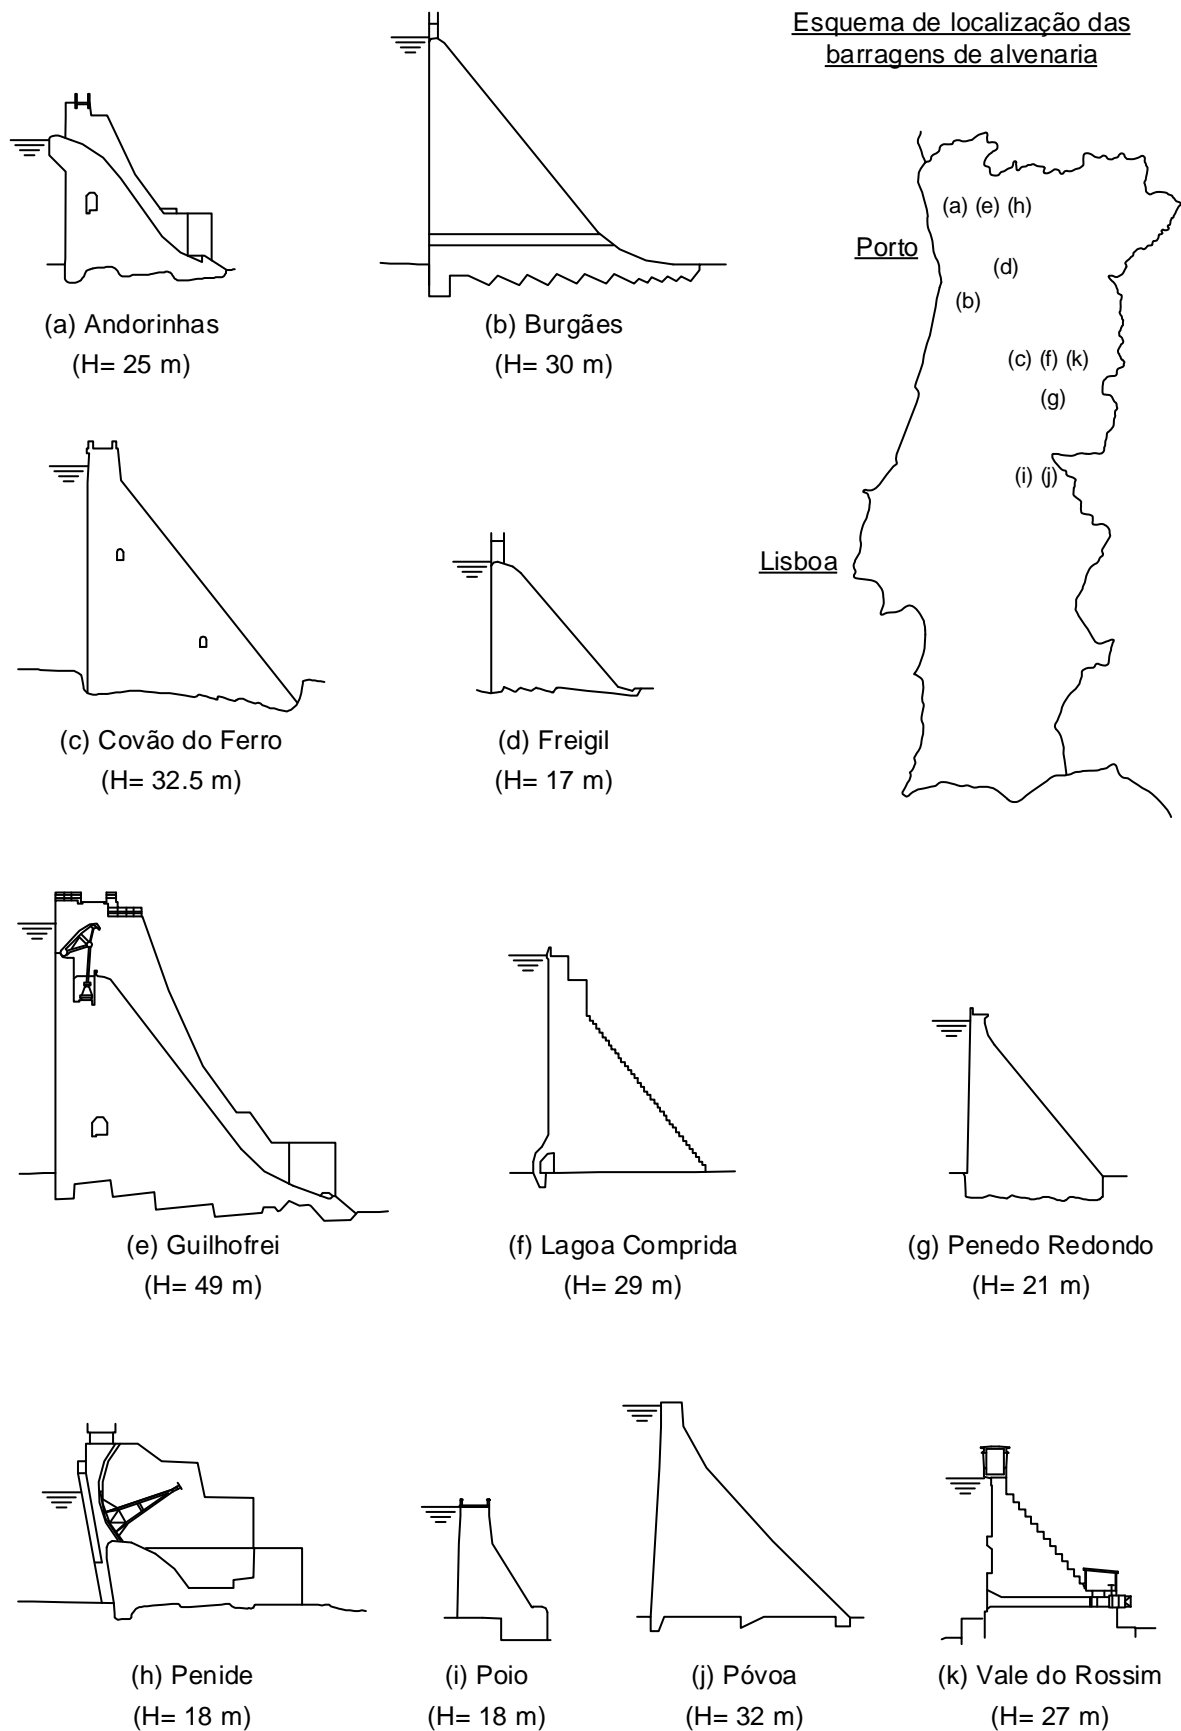 Esquema de localização das
barragens de alvenaria
(a) Andorinhas
(H= 25 m)
(b) Burgães
(H= 30 m)
(a) (e) (h)
Porto
(d)
(b)
(c) (f) (k)
(g)
(i) (j)
Lisboa
(c) Covão do Ferro
(H= 32.5 m)
(d) Freigil
(H= 17 m)
(e) Guilhofrei
(H= 49 m)
(f) Lagoa Comprida
(H= 29 m)
(g) Penedo Redondo
(H= 21 m)
(h) Penide
(H= 18 m)
(i) Poio
(H= 18 m)
(j) Póvoa
(H= 32 m)
(k) Vale do Rossim
(H= 27 m)